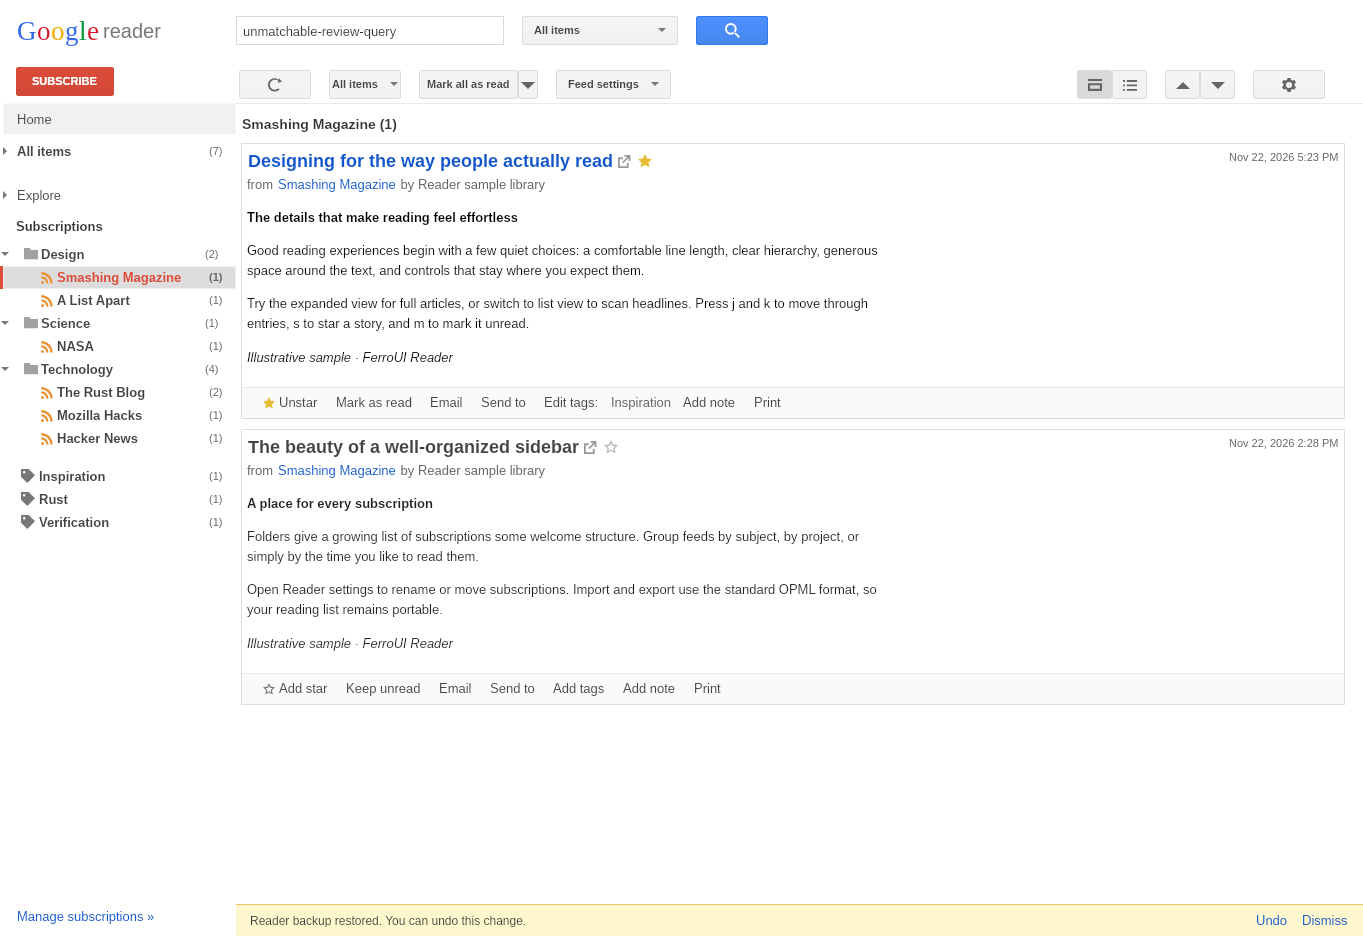 Google reader
unmatchable-review-query
All items
SUBSCRIBE
All items
Mark all as read
Feed settings
Home
All items (7)
Explore
Subscriptions
Design (2)
Smashing Magazine (1)
A List Apart (1)
Science (1)
NASA (1)
Technology (4)
The Rust Blog (2)
Mozilla Hacks (1)
Hacker News (1)
Inspiration (1)
Rust (1)
Verification (1)
Manage subscriptions »
Smashing Magazine (1)
Designing for the way people actually read
Nov 22, 2026 5:23 PM
from Smashing Magazine by Reader sample library
The details that make reading feel effortless
Good reading experiences begin with a few quiet choices: a comfortable line length, clear hierarchy, generous
space around the text, and controls that stay where you expect them.
Try the expanded view for full articles, or switch to list view to scan headlines. Press j and k to move through
entries, s to star a story, and m to mark it unread.
Illustrative sample · FerroUI Reader
Unstar Mark as read Email Send to Edit tags: Inspiration Add note Print
The beauty of a well-organized sidebar
Nov 22, 2026 2:28 PM
from Smashing Magazine by Reader sample library
A place for every subscription
Folders give a growing list of subscriptions some welcome structure. Group feeds by subject, by project, or
simply by the time you like to read them.
Open Reader settings to rename or move subscriptions. Import and export use the standard OPML format, so
your reading list remains portable.
Illustrative sample · FerroUI Reader
Add star Keep unread Email Send to Add tags Add note Print
Reader backup restored. You can undo this change.
Undo Dismiss